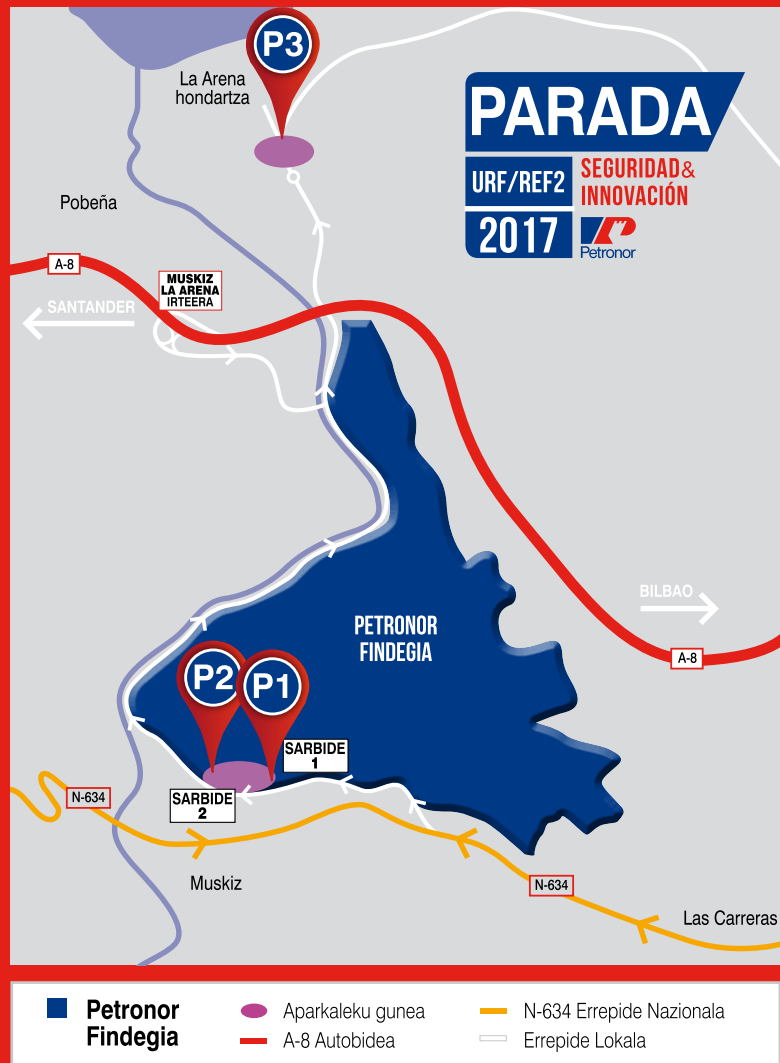 P3
La Arena
hondartza
PARADA
URF/REF2
SEGURIDAD&
INNOVACIÓN
2017
Petronor
Pobeña
A-8
MUSKIZ
LA ARENA
IRTEERA
SANTANDER
BILBAO
PETRONOR
FINDEGIA
A-8
P2
P1
SARBIDE
1
SARBIDE
2
N-634
Muskiz
N-634
Las Carreras
Petronor
Findegia
Aparkaleku gunea
A-8 Autobidea
N-634 Errepide Nazionala
Errepide Lokala